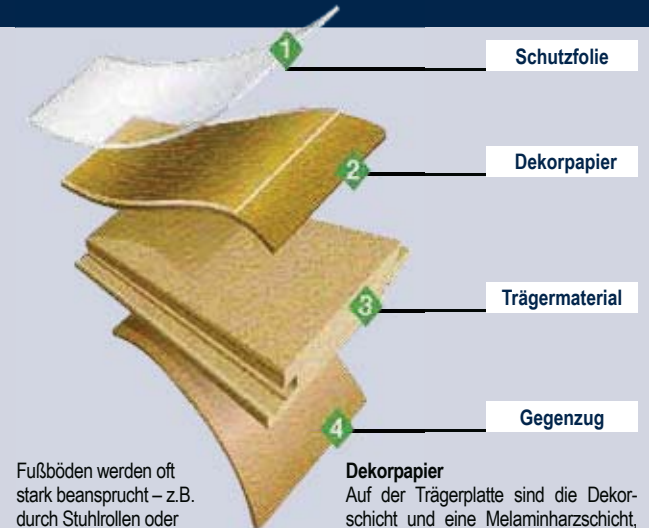 1
Schutzfolie
2
Dekorpapier
3
Trägermaterial
4
Gegenzug
Fußböden werden oft
stark beansprucht – z.B.
durch Stuhlrollen oder
Dekorpapier
Auf der Trägerplatte sind die Dekor-
schicht und eine Melaminharzschicht,